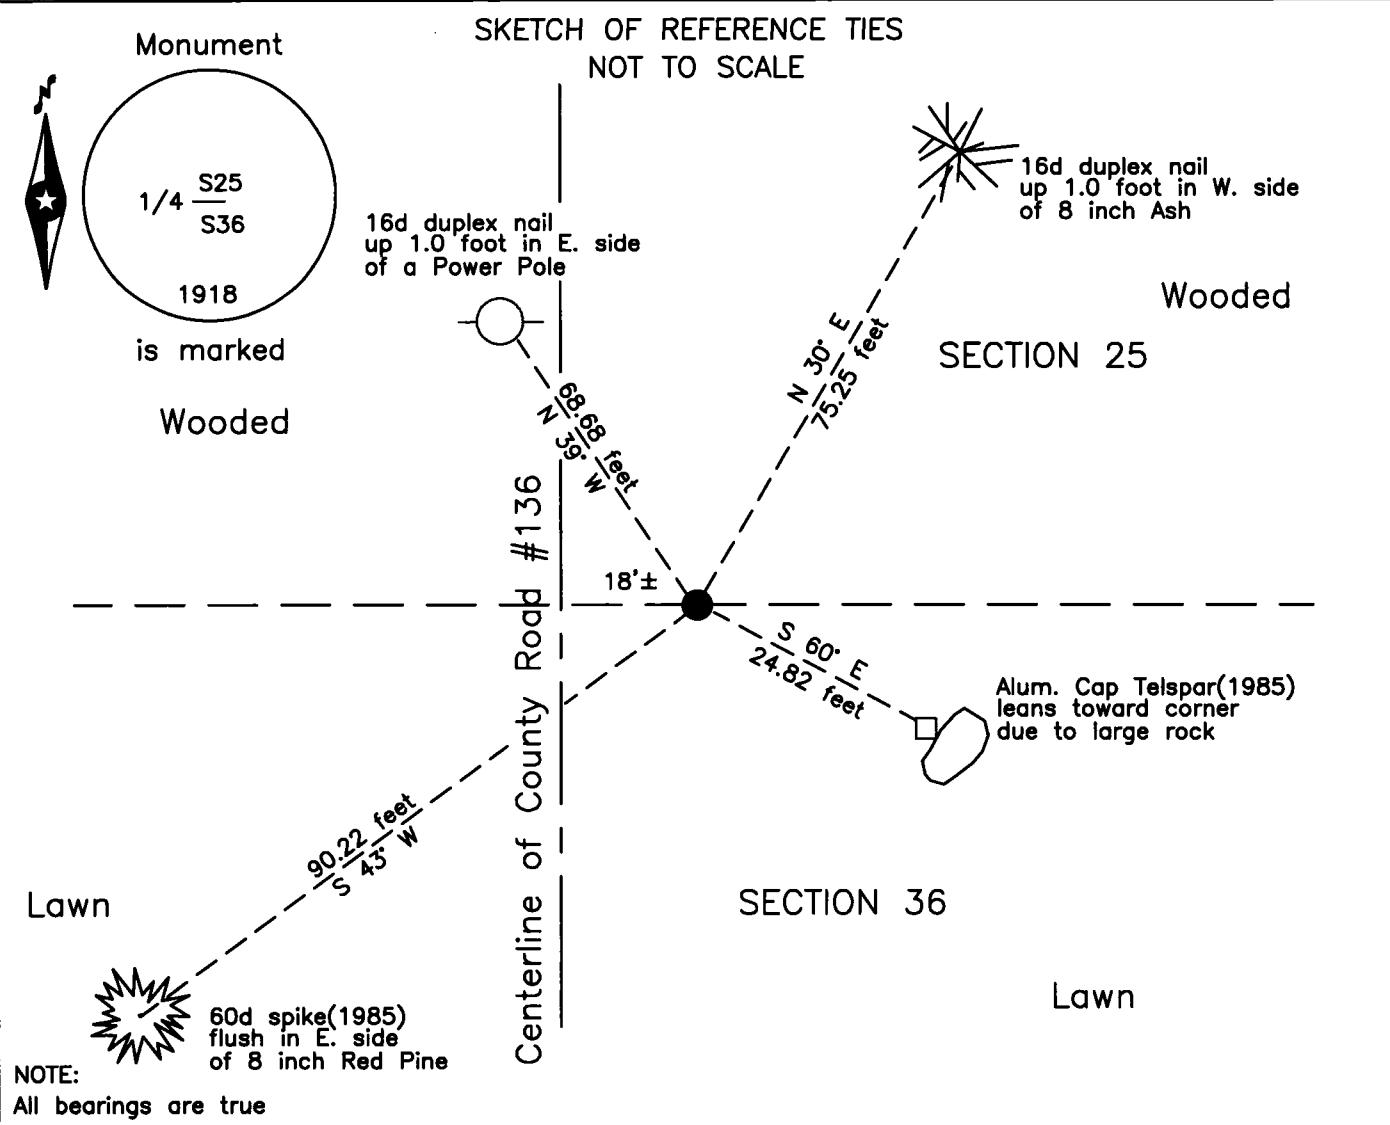 SKETCH OF REFERENCE TIES
NOT TO SCALE
Monument
N
1/4 S25
S36
1918
is marked
Wooded
16d duplex nail
up 1.0 foot in E. side
of a Power Pole
16d duplex nail
up 1.0 foot in W. side
of 8 inch Ash
Wooded
SECTION 25
68.68 feet
N 39° W
N 30° E
75.25 feet
18'±
Centerline of County Road #136
S 60° E
24.82 feet
Alum. Cap Telspar(1985)
leans toward corner
due to large rock
90.22 feet
S 43° W
Lawn
SECTION 36
Lawn
60d spike(1985)
flush in E. side
of 8 inch Red Pine
NOTE:
All bearings are true